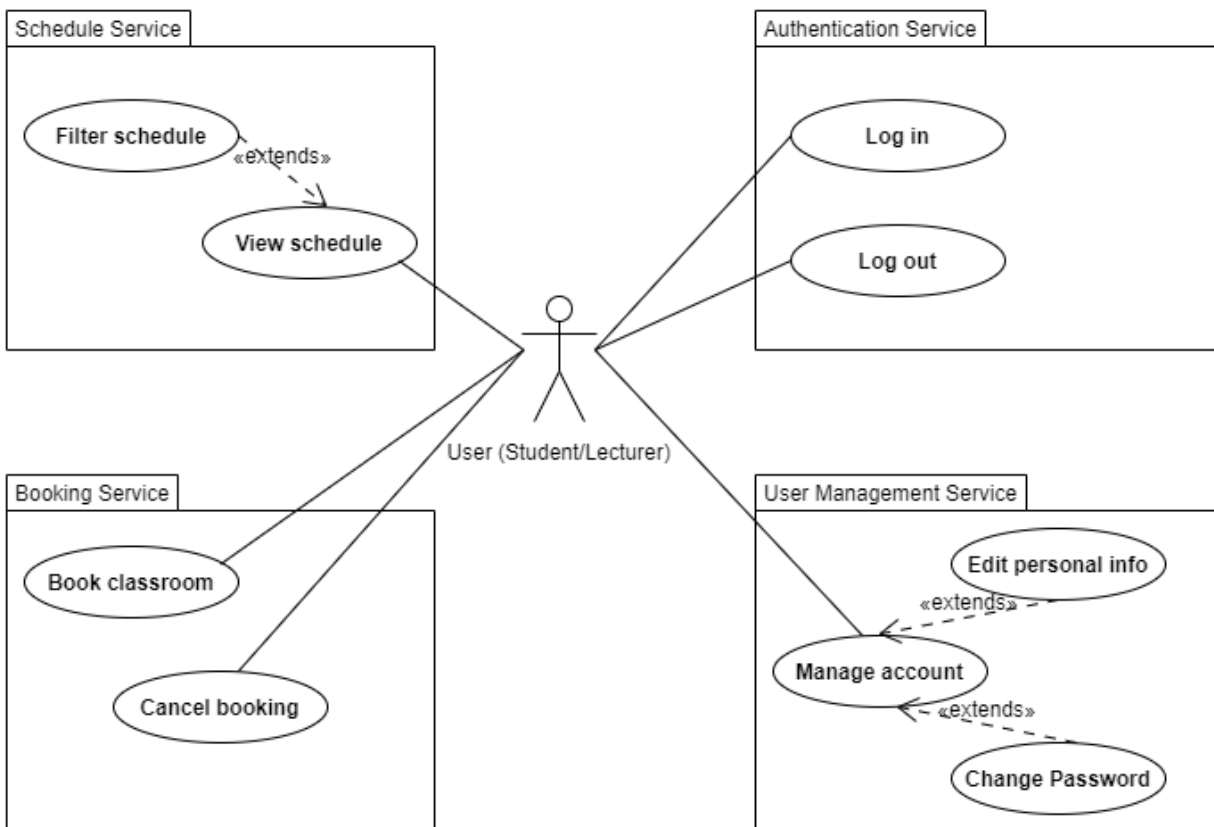 Schedule Service
Filter schedule
«extends»
View schedule
Authentication Service
Log in
Log out
User (Student/Lecturer)
Booking Service
Book classroom
Cancel booking
User Management Service
Edit personal info
«extends»
Manage account
«extends»
Change Password